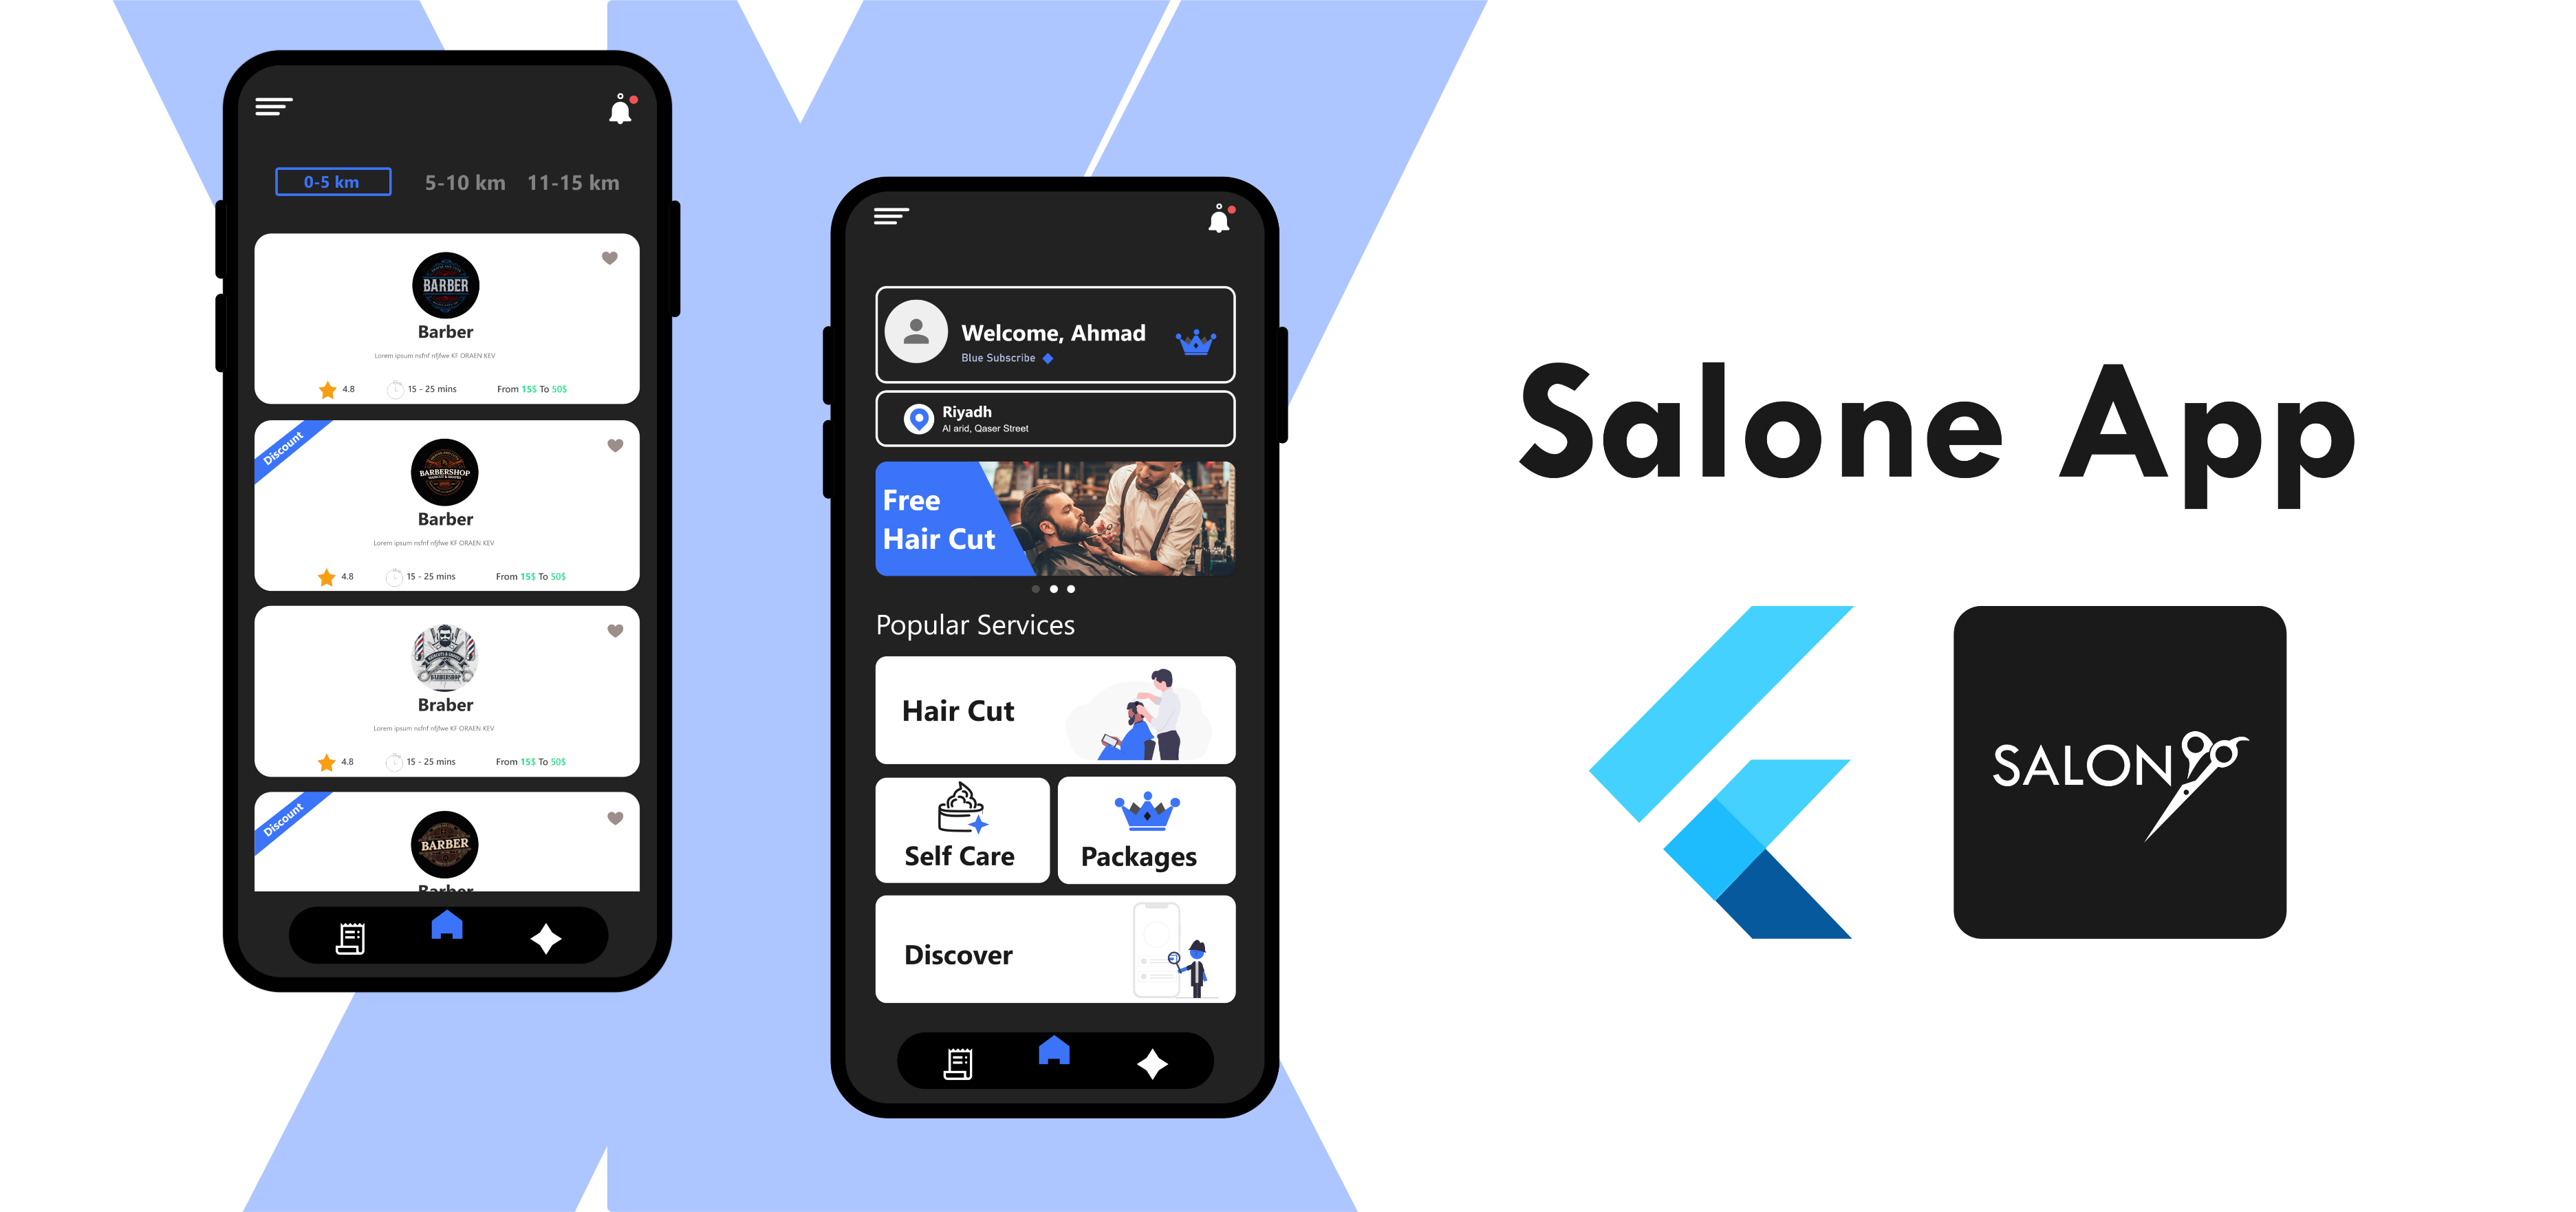 0-5 km 5-10 km 11-15 km
BARBER
Barber
Lorem ipsum nsfnf nfjfwe KF ORAEN KEV
4.8 15 - 25 mins From 15$ To 50$
Discount
BARBERSHOP
Barber
Lorem ipsum nsfnf nfjfwe KF ORAEN KEV
4.8 15 - 25 mins From 15$ To 50$
BARBERSHOP
Braber
Lorem ipsum nsfnf nfjfwe KF ORAEN KEV
4.8 15 - 25 mins From 15$ To 50$
Discount
BARBER
Barber
Welcome, Ahmad
Blue Subscribe
Riyadh
Al arid, Qaser Street
Free
Hair Cut
Popular Services
Hair Cut
Self Care
Packages
Discover
Salone App
SALON